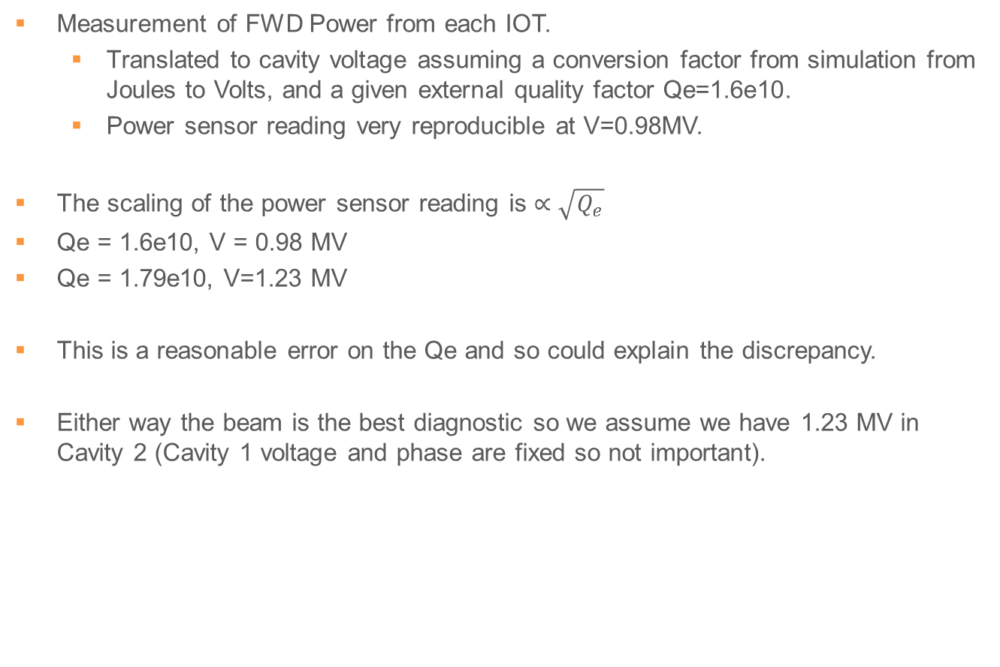 Measurement of FWD Power from each IOT.
Translated to cavity voltage assuming a conversion factor from simulation from
Joules to Volts, and a given external quality factor Qe=1.6e10.
Power sensor reading very reproducible at V=0.98MV.
The scaling of the power sensor reading is ∝ √Qₑ
Qe = 1.6e10, V = 0.98 MV
Qe = 1.79e10, V=1.23 MV
This is a reasonable error on the Qe and so could explain the discrepancy.
Either way the beam is the best diagnostic so we assume we have 1.23 MV in
Cavity 2 (Cavity 1 voltage and phase are fixed so not important).